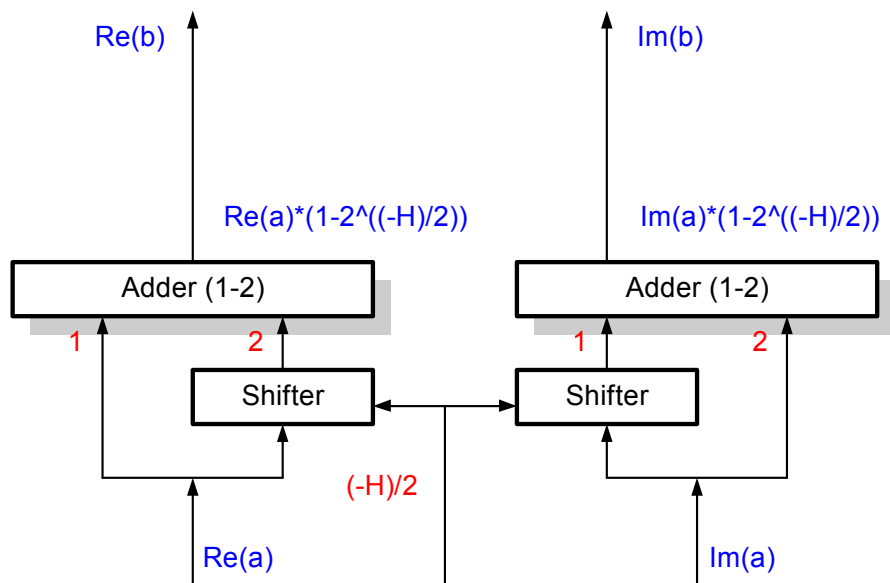 Re(b)
Im(b)
Re(a)*(1-2^((-H)/2))
Im(a)*(1-2^((-H)/2))
Adder (1-2)
Adder (1-2)
1
2
1
2
Shifter
Shifter
(-H)/2
Re(a)
Im(a)